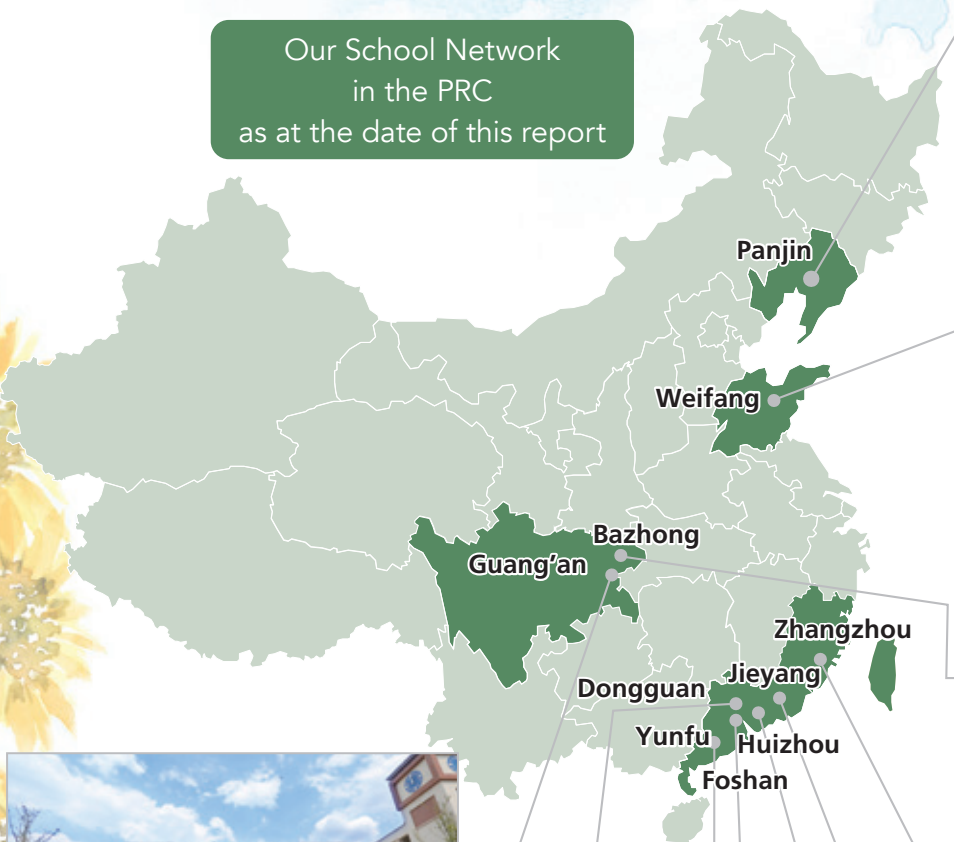 Our School Network
in the PRC
as at the date of this report
Panjin
Weifang
Bazhong
Guang’an
Zhangzhou
Jieyang
Dongguan
Yunfu
Huizhou
Foshan